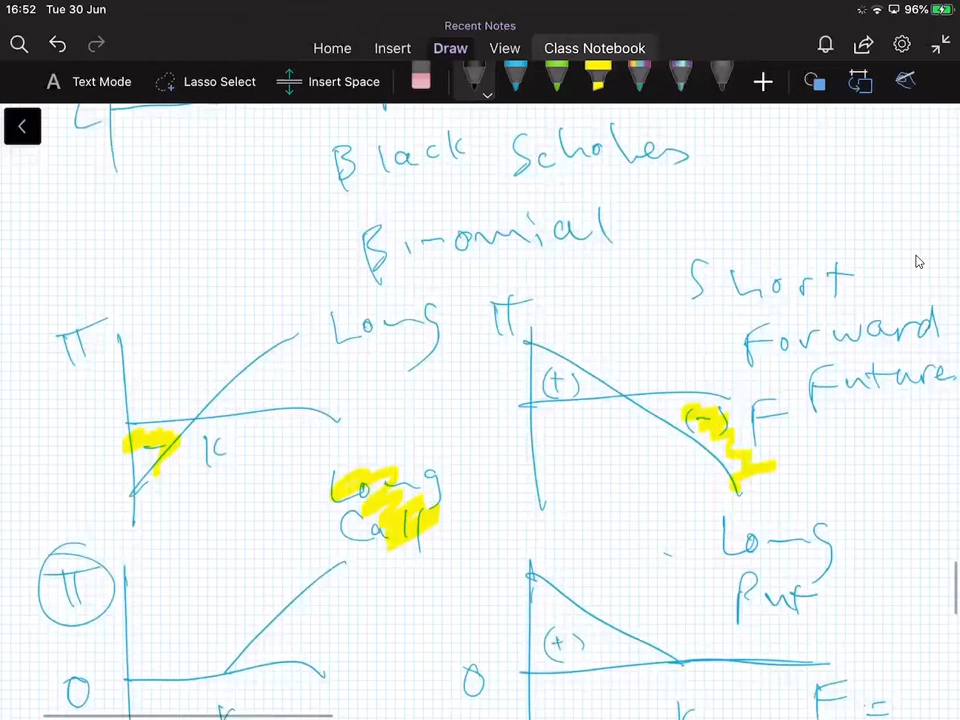 16:52 Tue 30 Jun
96%
Recent Notes
Home Insert Draw View Class Notebook
Text Mode Lasso Select Insert Space
Black Scholes
Binomial
Short
Π Long Π Forward
Future
(+) (-) F
- K
Long
Call
Long
Put
Π
(+)
0 0 F =
K K